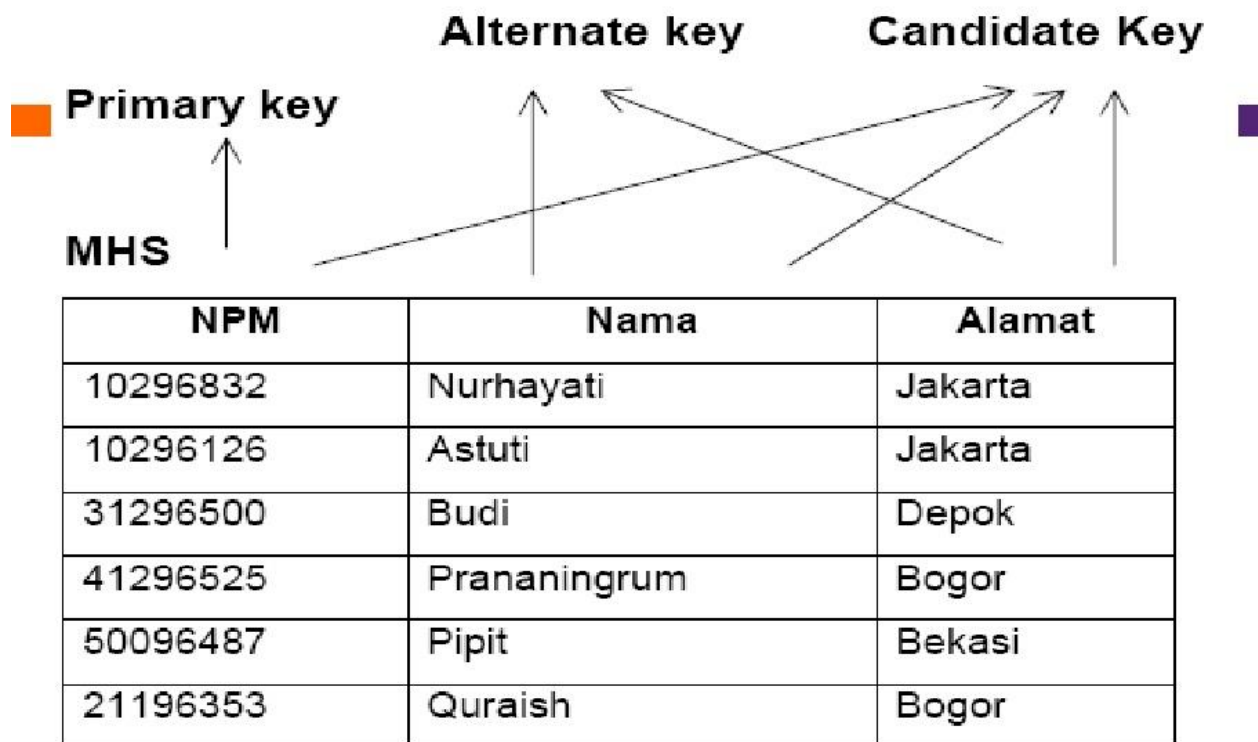 Alternate key Candidate Key
Primary key
MHS
NPM Nama Alamat
10296832 Nurhayati Jakarta
10296126 Astuti Jakarta
31296500 Budi Depok
41296525 Prananingrum Bogor
50096487 Pipit Bekasi
21196353 Quraish Bogor